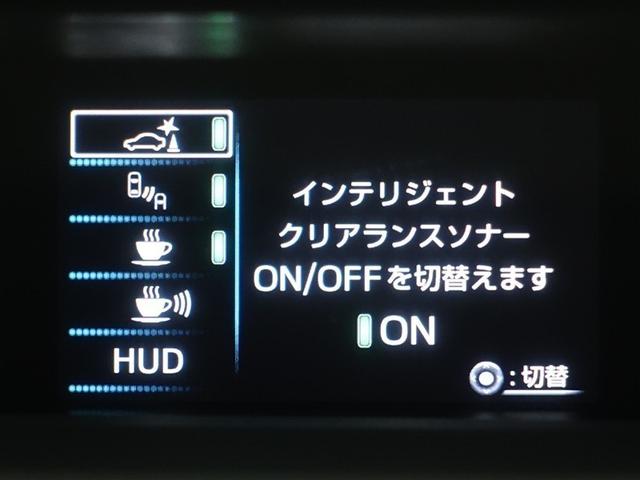 インテリジェント
クリアランスソナー
ON/OFFを切替えます
ON
HUD
:切替